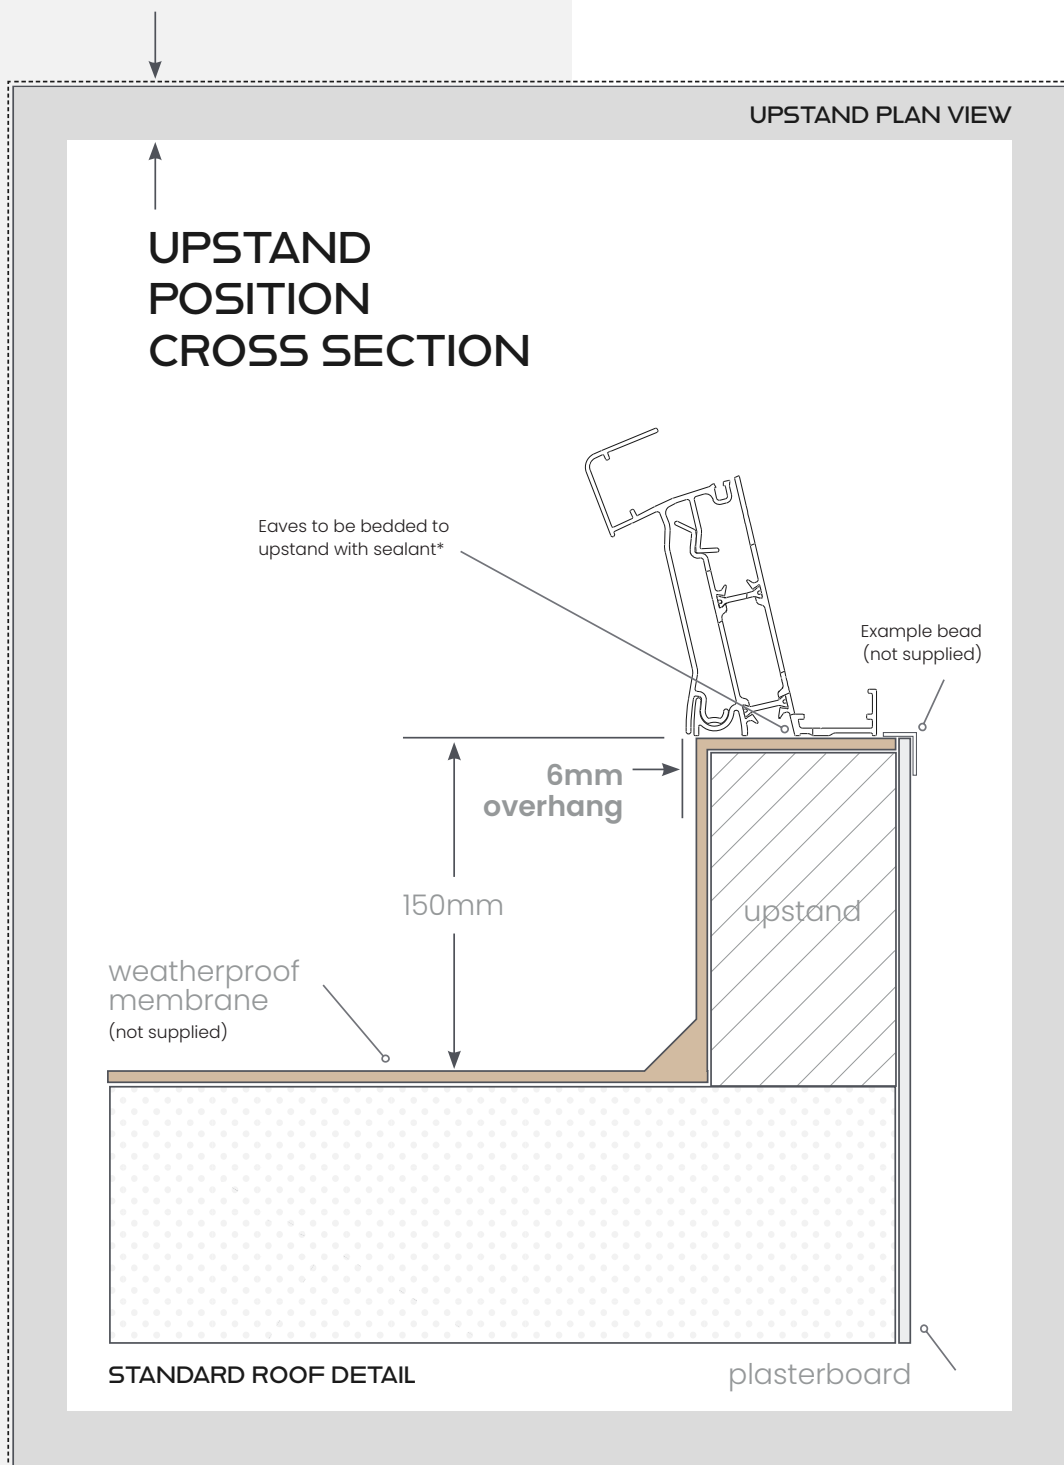 UPSTAND PLAN VIEW
UPSTAND
POSITION
CROSS SECTION
Eaves to be bedded to
upstand with sealant*
Example bead
(not supplied)
6mm
overhang
150mm
upstand
weatherproof
membrane
(not supplied)
STANDARD ROOF DETAIL
plasterboard